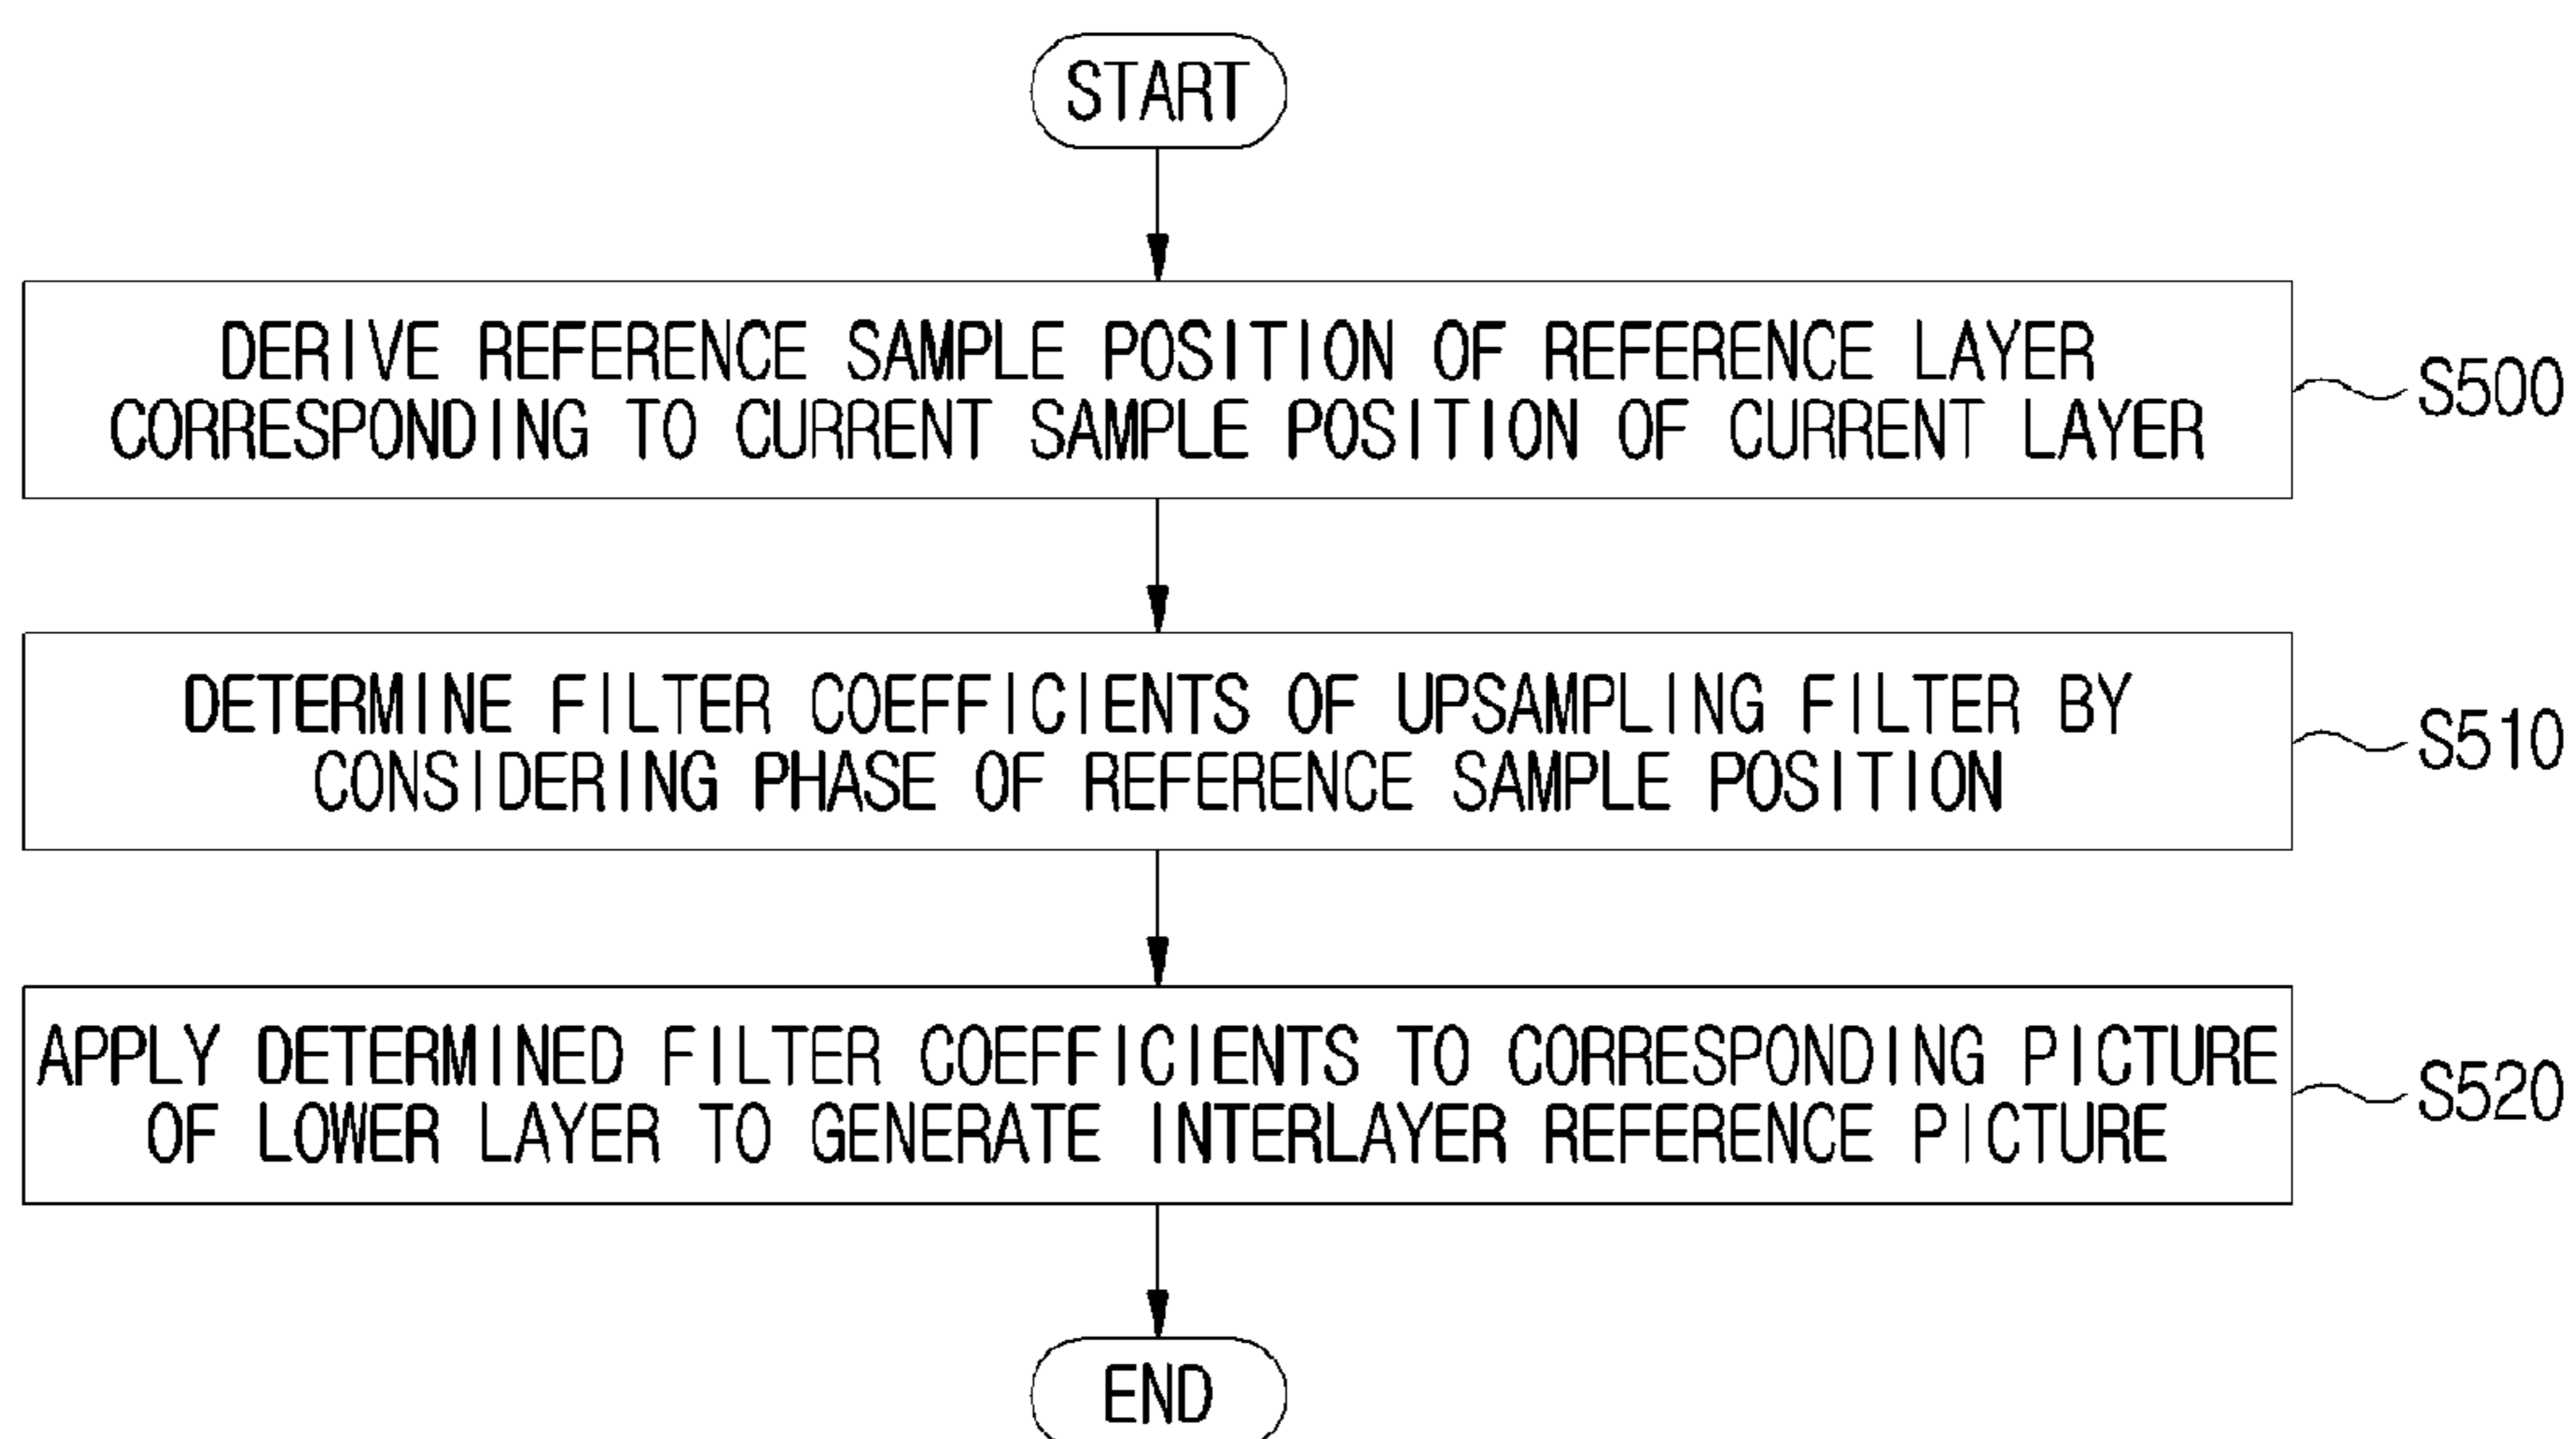 START
DERIVE REFERENCE SAMPLE POSITION OF REFERENCE LAYER
CORRESPONDING TO CURRENT SAMPLE POSITION OF CURRENT LAYER
S500
DETERMINE FILTER COEFFICIENTS OF UPSAMPLING FILTER BY
CONSIDERING PHASE OF REFERENCE SAMPLE POSITION
S510
APPLY DETERMINED FILTER COEFFICIENTS TO CORRESPONDING PICTURE
OF LOWER LAYER TO GENERATE INTERLAYER REFERENCE PICTURE
S520
END